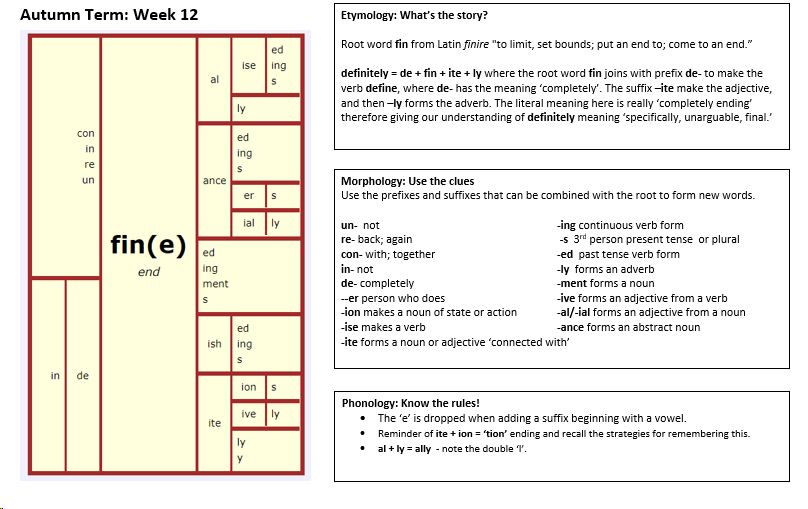 Autumn Term: Week 12
con
in
re
un
in
de
fin(e)
end
al
ise
ed
ing
s
ly
ance
ed
ing
s
er
s
ial
ly
ed
ing
ment
s
ish
ed
ing
s
ite
ion
s
ive
ly
ly
y
Etymology: What's the story?
Root word fin from Latin finire "to limit, set bounds; put an end to; come to an end."
definitely = de + fin + ite + ly where the root word fin joins with prefix de- to make the
verb define, where de- has the meaning 'completely'. The suffix –ite make the adjective,
and then –ly forms the adverb. The literal meaning here is really 'completely ending'
therefore giving our understanding of definitely meaning 'specifically, unarguable, final.'
Morphology: Use the clues
Use the prefixes and suffixes that can be combined with the root to form new words.
un- not
re- back; again
con- with; together
in- not
de- completely
--er person who does
-ion makes a noun of state or action
-ise makes a verb
-ite forms a noun or adjective 'connected with'
-ing continuous verb form
-s 3rd person present tense or plural
-ed past tense verb form
-ly forms an adverb
-ment forms a noun
-ive forms an adjective from a verb
-al/-ial forms an adjective from a noun
-ance forms an abstract noun
Phonology: Know the rules!
• The 'e' is dropped when adding a suffix beginning with a vowel.
• Reminder of ite + ion = 'tion' ending and recall the strategies for remembering this.
• al + ly = ally - note the double 'l'.